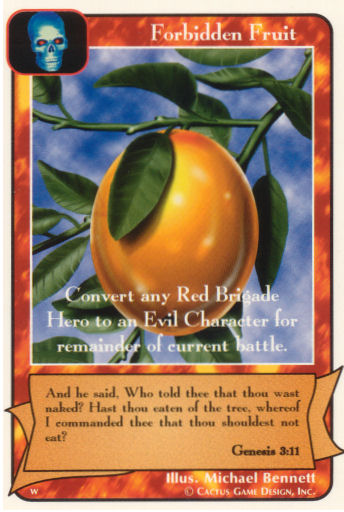 Forbidden Fruit
Convert any Red Brigade
Hero to an Evil Character for
remainder of current battle.
And he said, Who told thee that thou wast
naked? Hast thou eaten of the tree, whereof
I commanded thee that thou shouldest not
eat?
Genesis 3:11
Illus. Michael Bennett
W
© Cactus Game Design, Inc.